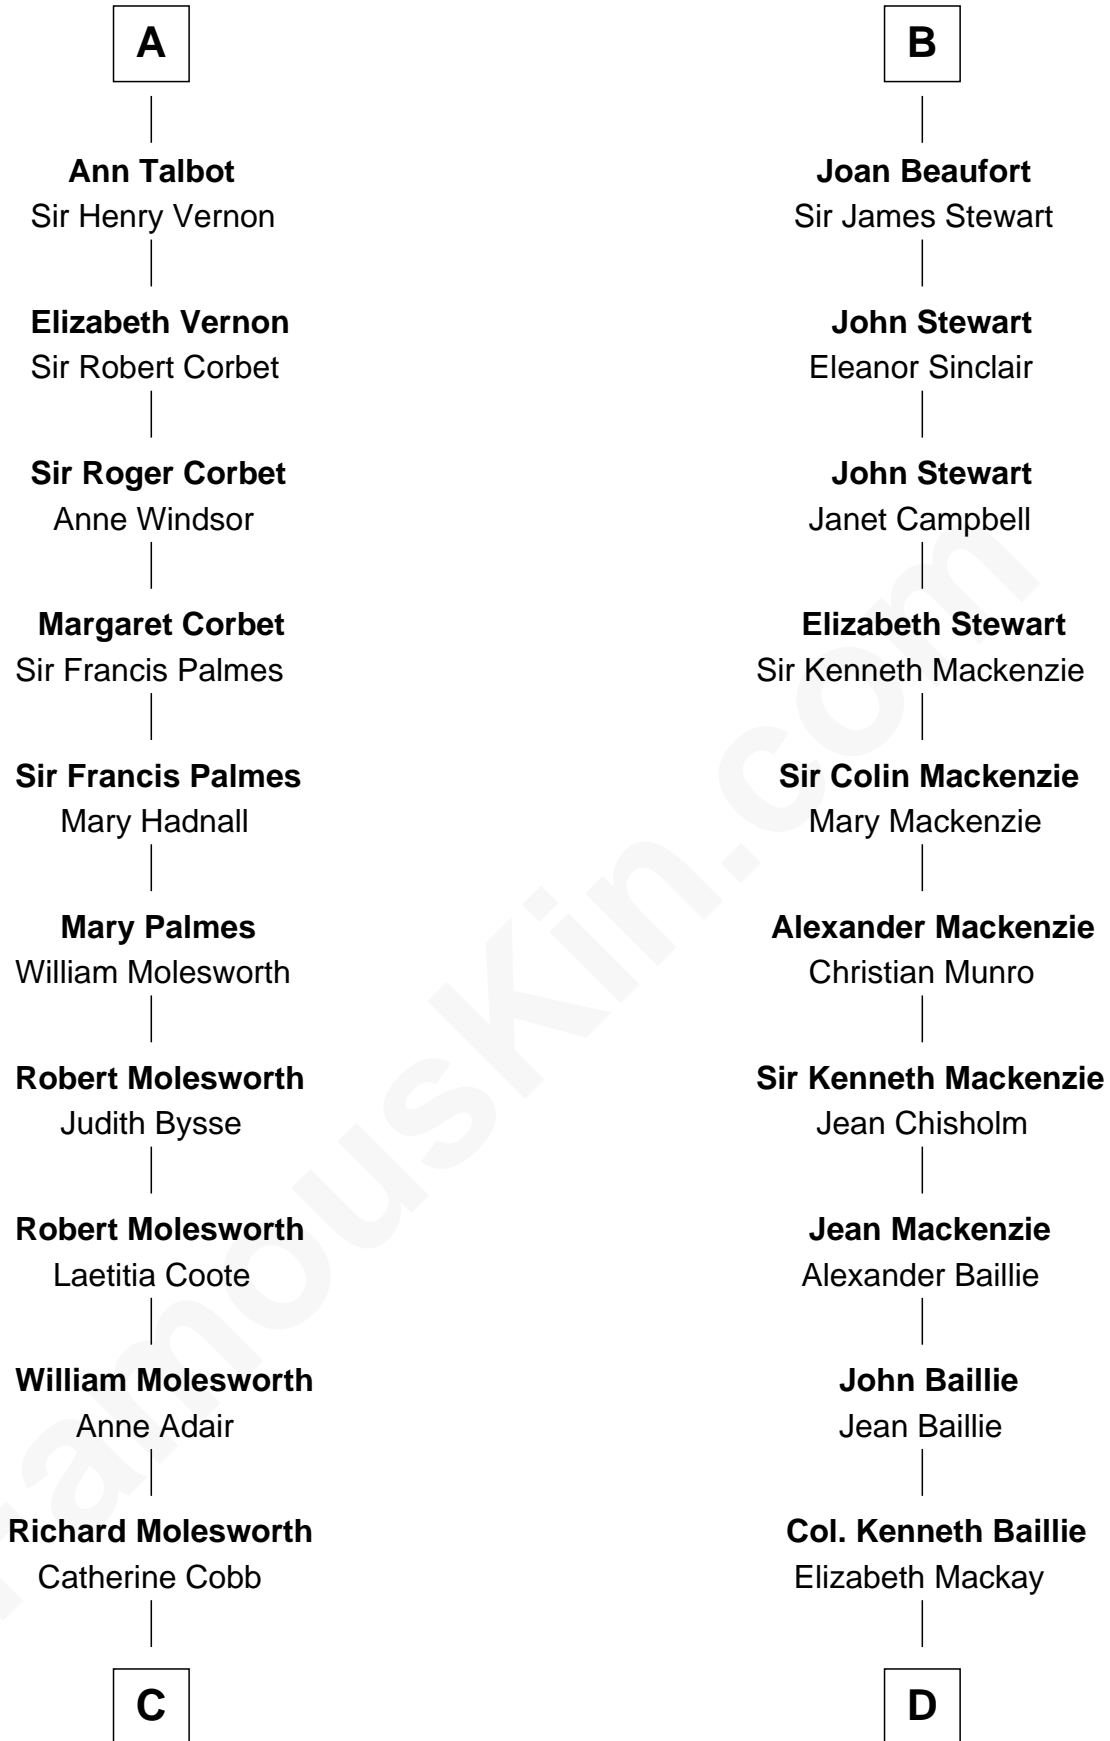 A
Ann Talbot
Sir Henry Vernon
Elizabeth Vernon
Sir Robert Corbet
Sir Roger Corbet
Anne Windsor
Margaret Corbet
Sir Francis Palmes
Sir Francis Palmes
Mary Hadnall
Mary Palmes
William Molesworth
Robert Molesworth
Judith Bysse
Robert Molesworth
Laetitia Coote
William Molesworth
Anne Adair
Richard Molesworth
Catherine Cobb
C
B
Joan Beaufort
Sir James Stewart
John Stewart
Eleanor Sinclair
John Stewart
Janet Campbell
Elizabeth Stewart
Sir Kenneth Mackenzie
Sir Colin Mackenzie
Mary Mackenzie
Alexander Mackenzie
Christian Munro
Sir Kenneth Mackenzie
Jean Chisholm
Jean Mackenzie
Alexander Baillie
John Baillie
Jean Baillie
Col. Kenneth Baillie
Elizabeth Mackay
D
FamousKin.com